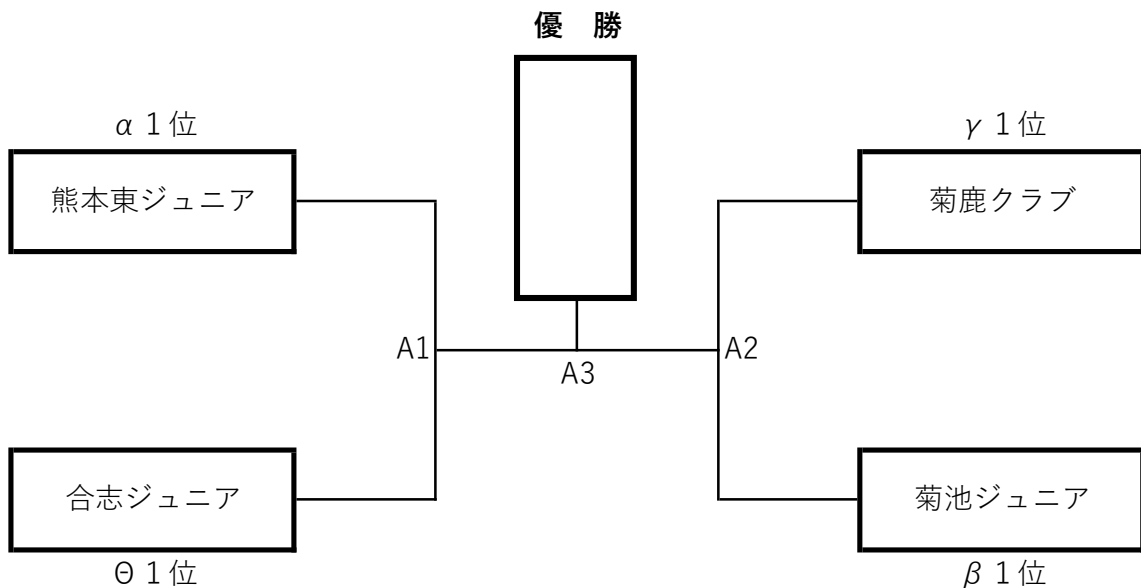 優　勝
α １位
γ １位
熊本東ジュニア
菊鹿クラブ
A1
A2
A3
合志ジュニア
菊池ジュニア
Θ １位
β １位